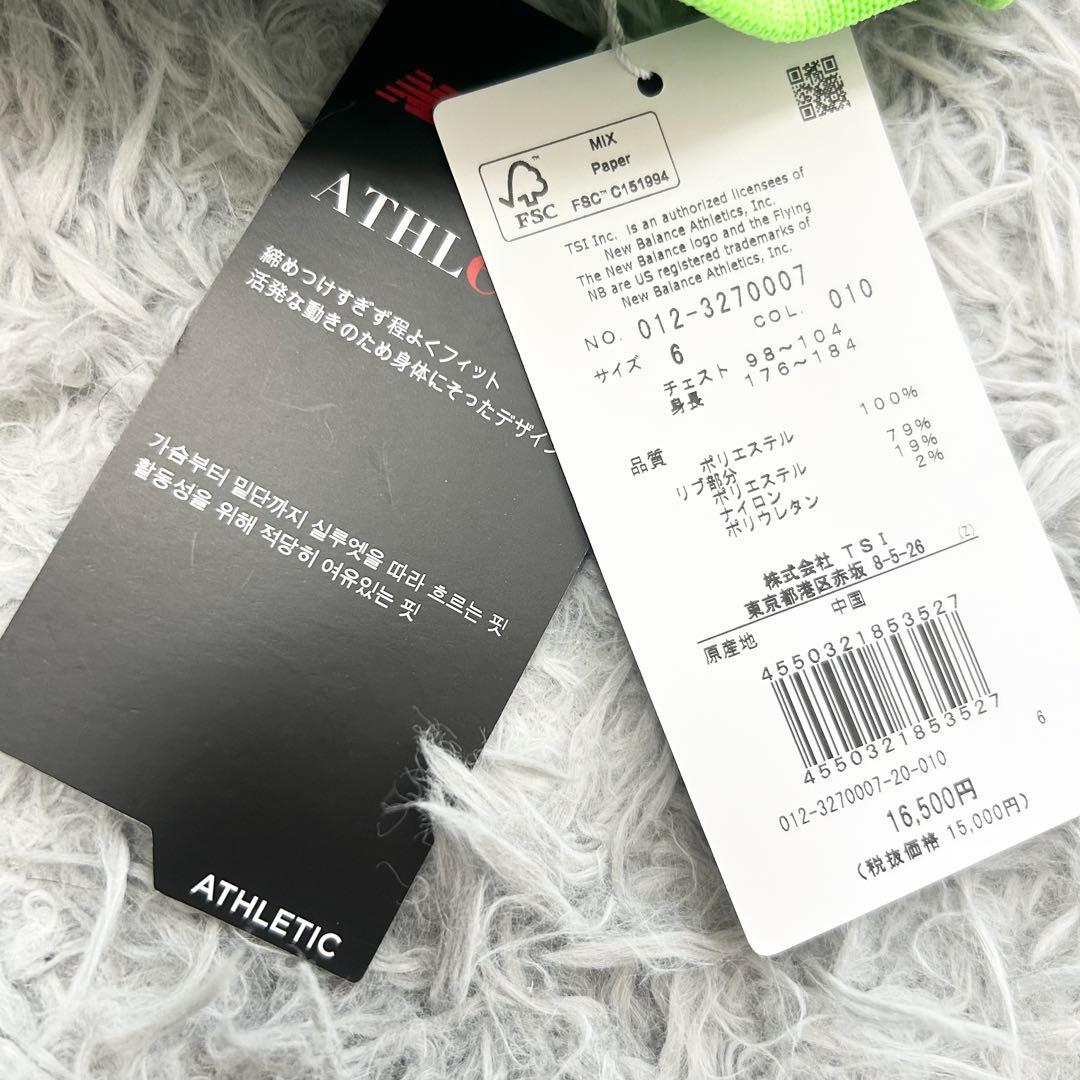 ATHL
締めつけすぎず程よくフィット
活発な動きのため身体にそったデザイン
가슴부터 밑단까지 실루엣을 따라 흐르는 핏
활동성을 위해 적당히 여유있는 핏
ATHLETIC
FSC™
MIX
Paper
FSC™ C151994
TSI Inc. is an authorized licensees of
New Balance Athletics, Inc.
The New Balance logo and the Flying
NB are US registered trademarks of
New Balance Athletics, Inc.
NO. 012-3270007
COL. 010
サイズ 6
チェスト 98〜104
身長 176〜184
品質 ポリエステル 100%
リブ部分
ポリエステル 79%
ナイロン 19%
ポリウレタン 2%
株式会社 TSI
東京都港区赤坂 8-5-26 (Z)
原産地 中国
4550321853527
4550321853527
6
012-3270007-20-010
16,500円
(税抜価格 15,000円)